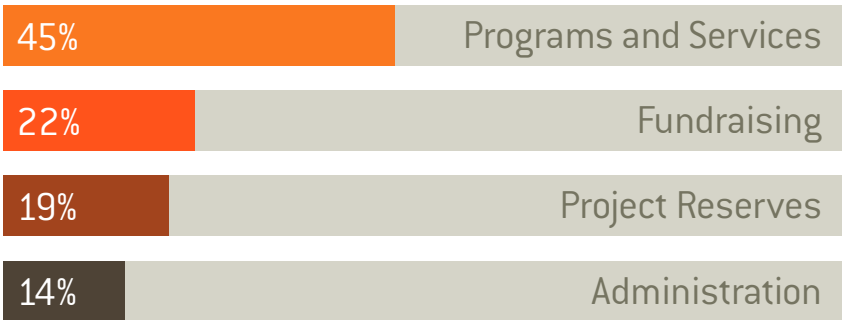 45% Programs and Services
22% Fundraising
19% Project Reserves
14% Administration